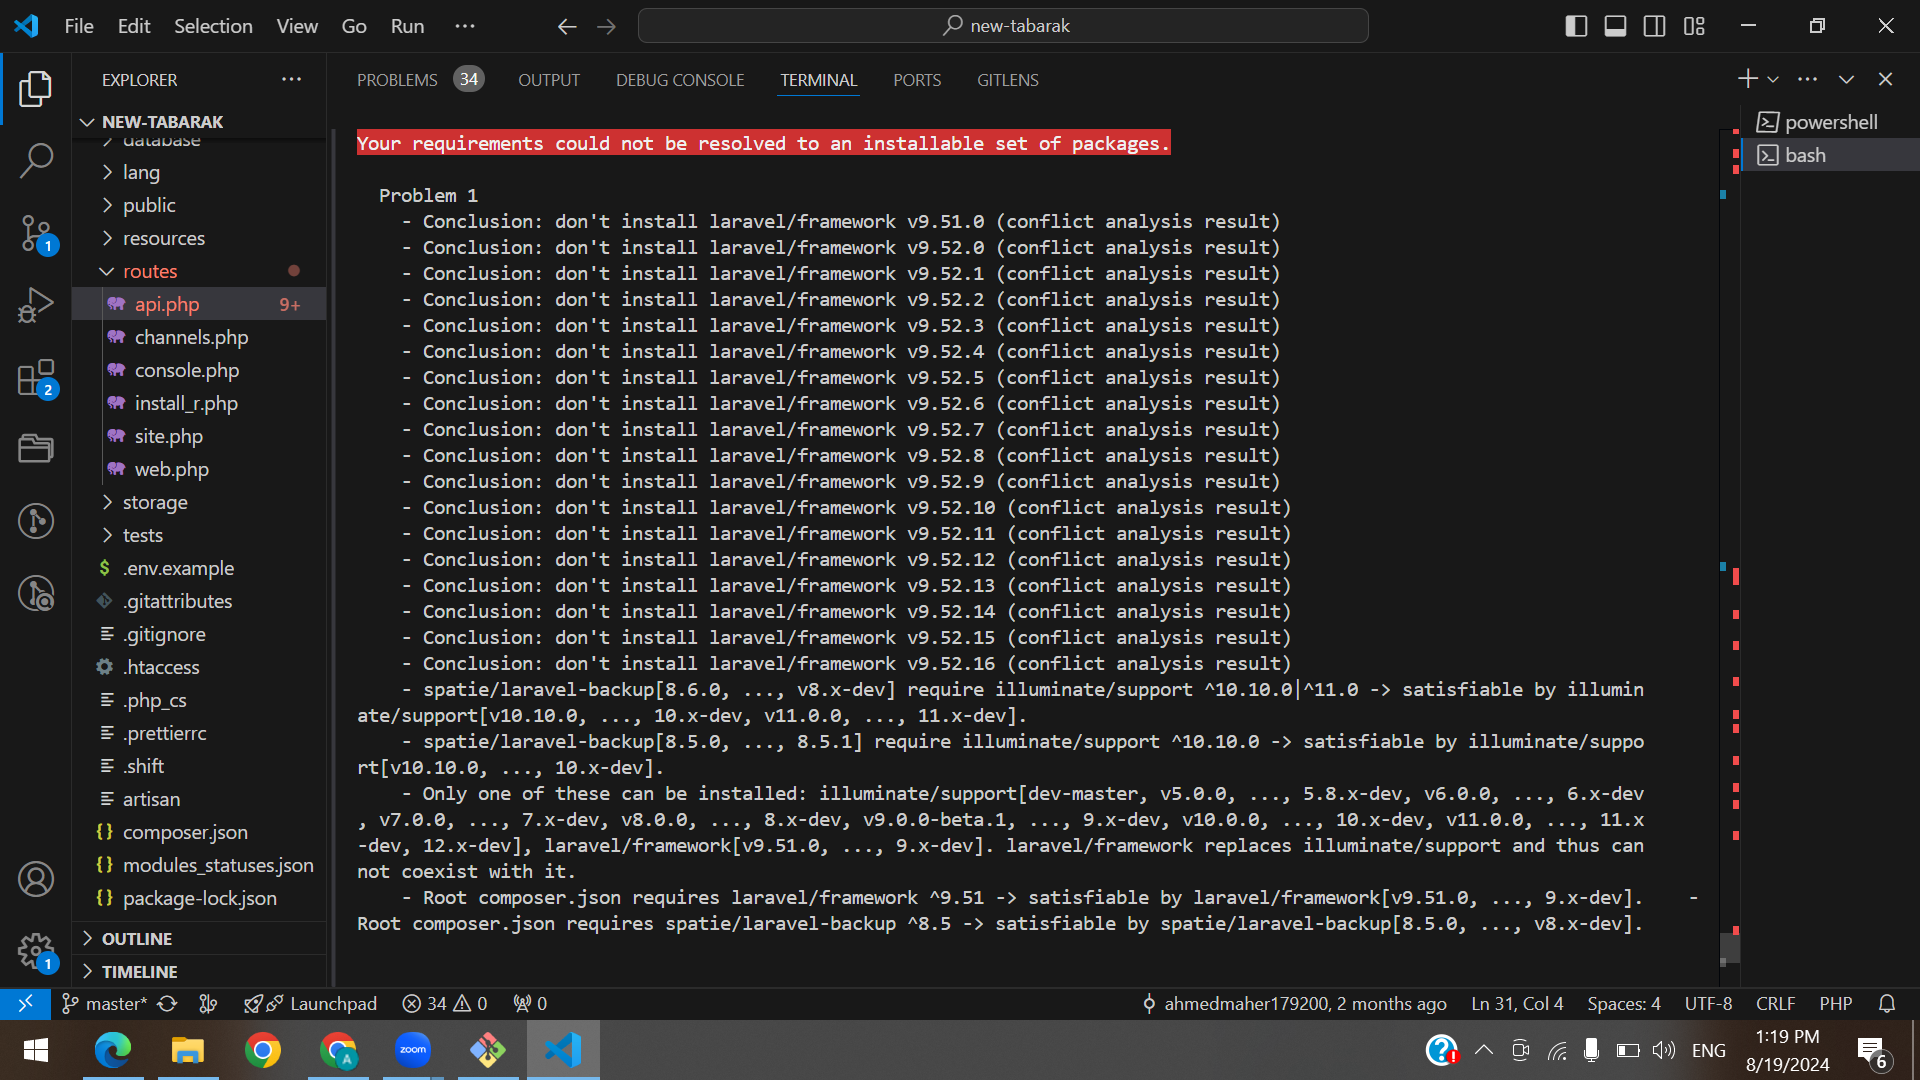 File Edit Selection View Go Run ···
new-tabarak
EXPLORER
PROBLEMS 34 OUTPUT DEBUG CONSOLE TERMINAL PORTS GITLENS
NEW-TABARAK
database
lang
public
resources
routes
api.php 9+
channels.php
console.php
install_r.php
site.php
web.php
storage
tests
.env.example
.gitattributes
.gitignore
.htaccess
.php_cs
.prettierrc
.shift
artisan
composer.json
modules_statuses.json
package-lock.json
OUTLINE
TIMELINE
1
2
1
Your requirements could not be resolved to an installable set of packages.
Problem 1
- Conclusion: don't install laravel/framework v9.51.0 (conflict analysis result)
- Conclusion: don't install laravel/framework v9.52.0 (conflict analysis result)
- Conclusion: don't install laravel/framework v9.52.1 (conflict analysis result)
- Conclusion: don't install laravel/framework v9.52.2 (conflict analysis result)
- Conclusion: don't install laravel/framework v9.52.3 (conflict analysis result)
- Conclusion: don't install laravel/framework v9.52.4 (conflict analysis result)
- Conclusion: don't install laravel/framework v9.52.5 (conflict analysis result)
- Conclusion: don't install laravel/framework v9.52.6 (conflict analysis result)
- Conclusion: don't install laravel/framework v9.52.7 (conflict analysis result)
- Conclusion: don't install laravel/framework v9.52.8 (conflict analysis result)
- Conclusion: don't install laravel/framework v9.52.9 (conflict analysis result)
- Conclusion: don't install laravel/framework v9.52.10 (conflict analysis result)
- Conclusion: don't install laravel/framework v9.52.11 (conflict analysis result)
- Conclusion: don't install laravel/framework v9.52.12 (conflict analysis result)
- Conclusion: don't install laravel/framework v9.52.13 (conflict analysis result)
- Conclusion: don't install laravel/framework v9.52.14 (conflict analysis result)
- Conclusion: don't install laravel/framework v9.52.15 (conflict analysis result)
- Conclusion: don't install laravel/framework v9.52.16 (conflict analysis result)
- spatie/laravel-backup[8.6.0, ..., v8.x-dev] require illuminate/support ^10.10.0|^11.0 -> satisfiable by illumin
ate/support[v10.10.0, ..., 10.x-dev, v11.0.0, ..., 11.x-dev].
- spatie/laravel-backup[8.5.0, ..., 8.5.1] require illuminate/support ^10.10.0 -> satisfiable by illuminate/suppo
rt[v10.10.0, ..., 10.x-dev].
- Only one of these can be installed: illuminate/support[dev-master, v5.0.0, ..., 5.8.x-dev, v6.0.0, ..., 6.x-dev
, v7.0.0, ..., 7.x-dev, v8.0.0, ..., 8.x-dev, v9.0.0-beta.1, ..., 9.x-dev, v10.0.0, ..., 10.x-dev, v11.0.0, ..., 11.x
-dev, 12.x-dev], laravel/framework[v9.51.0, ..., 9.x-dev]. laravel/framework replaces illuminate/support and thus can
not coexist with it.
- Root composer.json requires laravel/framework ^9.51 -> satisfiable by laravel/framework[v9.51.0, ..., 9.x-dev]. -
Root composer.json requires spatie/laravel-backup ^8.5 -> satisfiable by spatie/laravel-backup[8.5.0, ..., v8.x-dev].
powershell
bash
master* Launchpad 34 0 0 ahmedmaher179200, 2 months ago Ln 31, Col 4 Spaces: 4 UTF-8 CRLF PHP
A
zoom
ENG
1:19 PM
8/19/2024
6